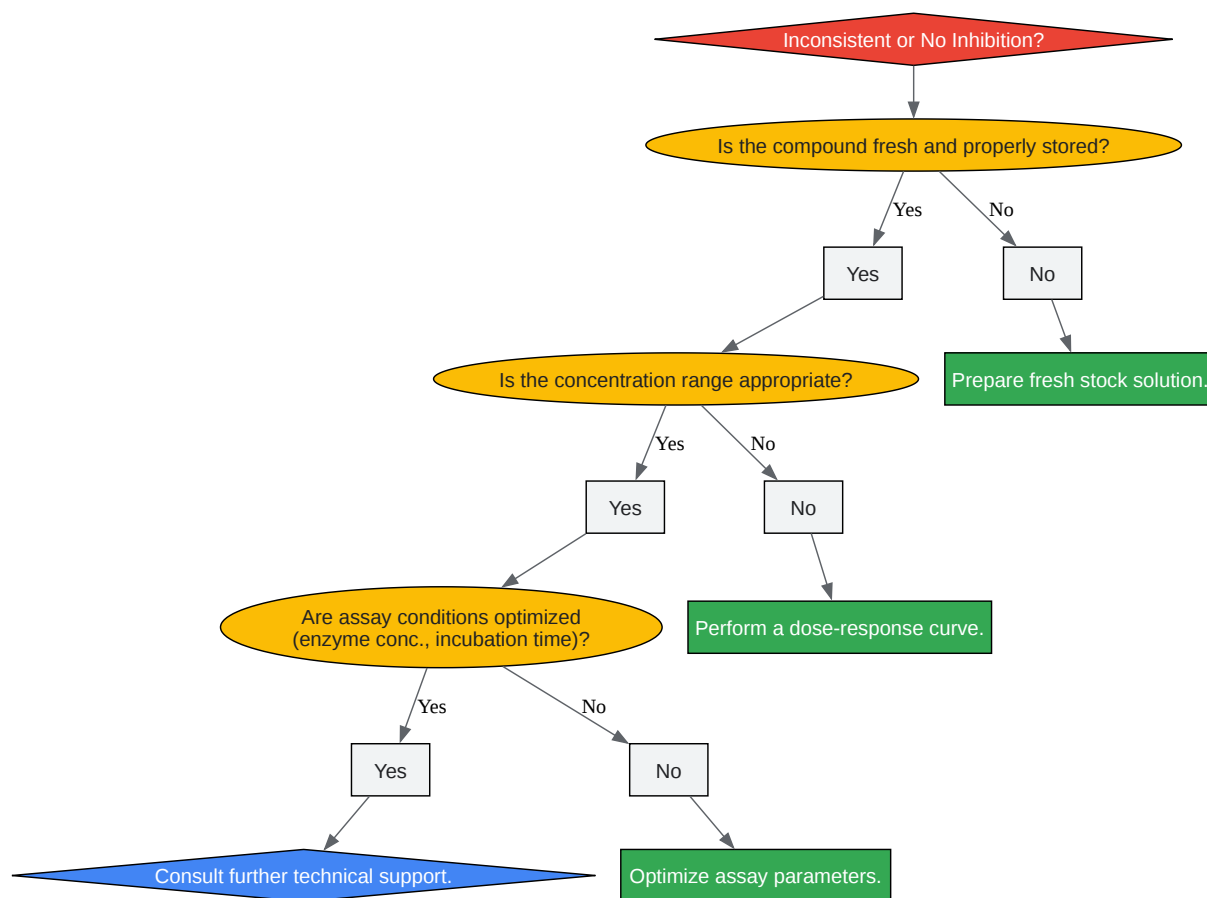 Inconsistent or No Inhibition?
Is the compound fresh and properly stored?
Yes
No
Yes
No
Is the concentration range appropriate?
Prepare fresh stock solution.
Yes
No
Yes
No
Are assay conditions optimized
(enzyme conc., incubation time)?
Perform a dose-response curve.
Yes
No
Yes
No
Consult further technical support.
Optimize assay parameters.